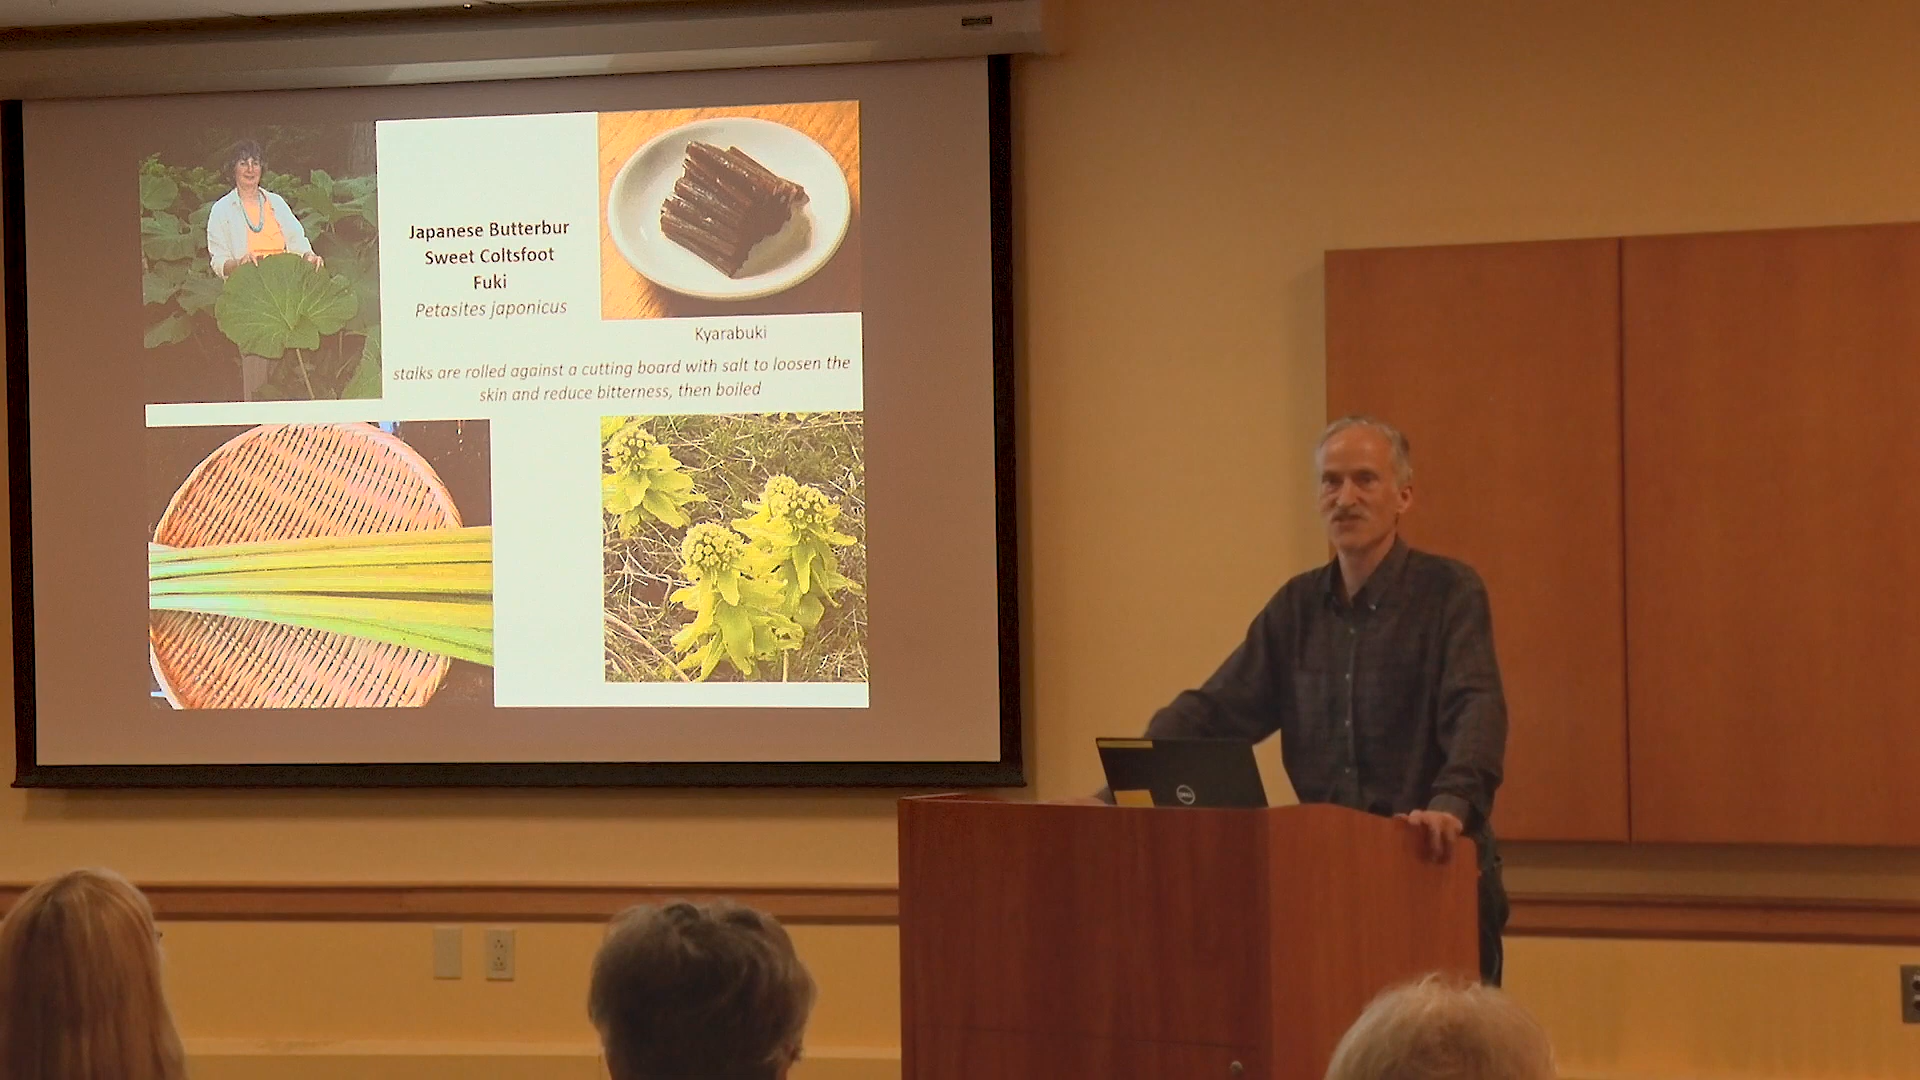 Japanese Butterbur
Sweet Coltsfoot
Fuki
Petasites japonicus
Kyarabuki
stalks are rolled against a cutting board with salt to loosen the
skin and reduce bitterness, then boiled
DELL